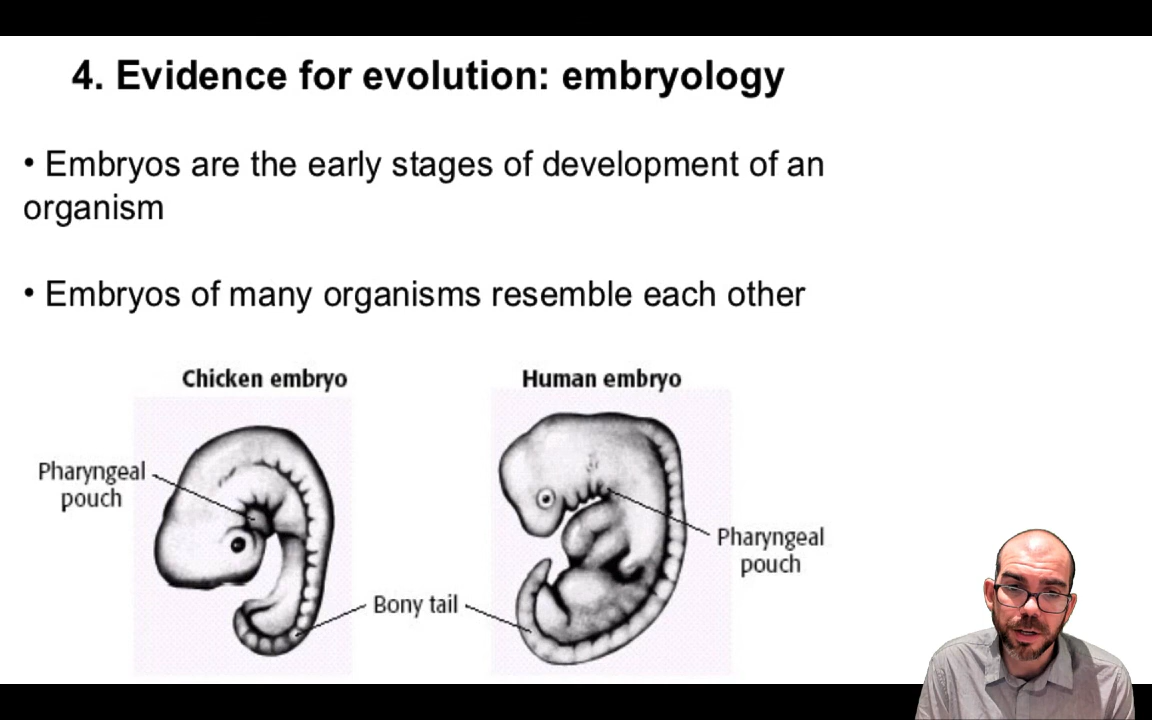 4. Evidence for evolution: embryology
• Embryos are the early stages of development of an
organism
• Embryos of many organisms resemble each other
Chicken embryo
Human embryo
Pharyngeal
pouch
Bony tail
Pharyngeal
pouch